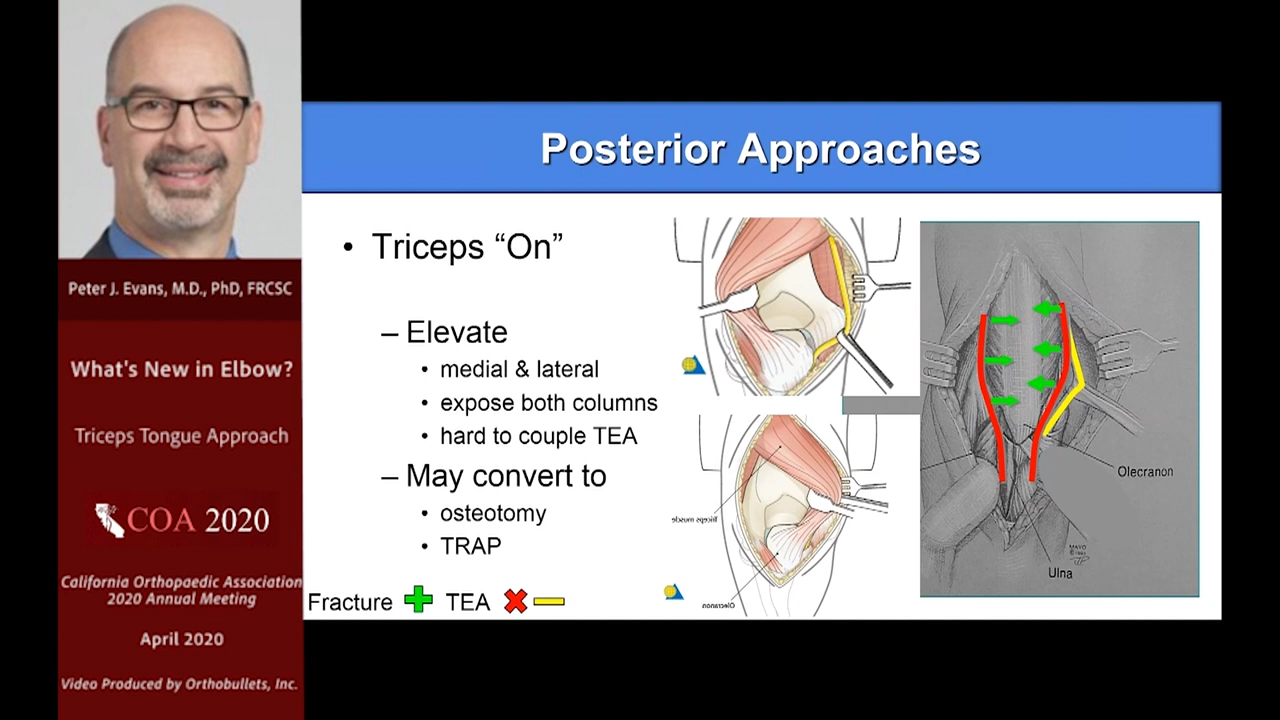 Peter J. Evans, M.D., PhD, FRCSC
What's New in Elbow?
Triceps Tongue Approach
COA 2020
California Orthopaedic Association
2020 Annual Meeting
April 2020
Video Produced by Orthobullets, Inc.
Posterior Approaches
• Triceps “On”
– Elevate
• medial & lateral
• expose both columns
• hard to couple TEA
– May convert to
• osteotomy
• TRAP
Fracture TEA
Triceps muscle
Olecranon
Olecranon
Ulna
MAYO